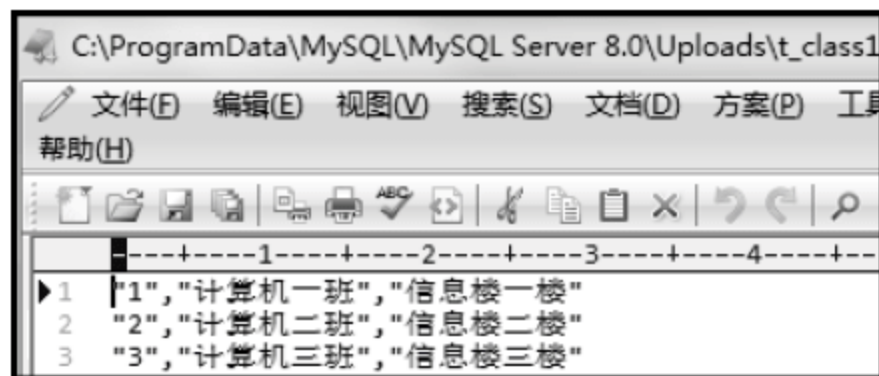 C:\ProgramData\MySQL\MySQL Server 8.0\Uploads\t_class1
文件(F) 编辑(E) 视图(V) 搜索(S) 文档(D) 方案(P) 工具
帮助(H)
ABC
----+----1----+----2----+----3----+----4----+--
1 "1","计算机一班","信息楼一楼"
2 "2","计算机二班","信息楼二楼"
3 "3","计算机三班","信息楼三楼"